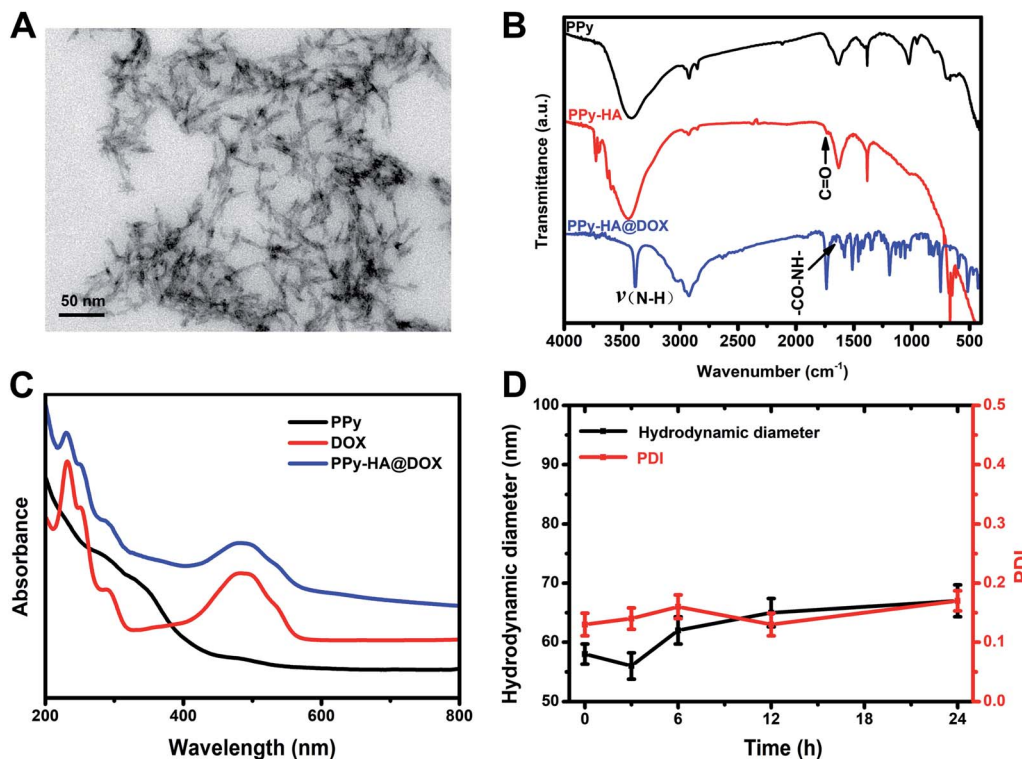 A
50 nm
B
PPy
PPy-HA
C=O
PPy-HA@DOX
ν(N-H)
-CO-NH-
Transmittance (a.u.)
4000 3500 3000 2500 2000 1500 1000 500
Wavenumber (cm⁻¹)
C
PPy
DOX
PPy-HA@DOX
Absorbance
200 400 600 800
Wavelength (nm)
D
Hydrodynamic diameter
PDI
Hydrodynamic diameter (nm)
100
90
80
70
60
50
0.5
0.4
0.3
0.2
0.1
0.0
PDI
0 6 12 18 24
Time (h)